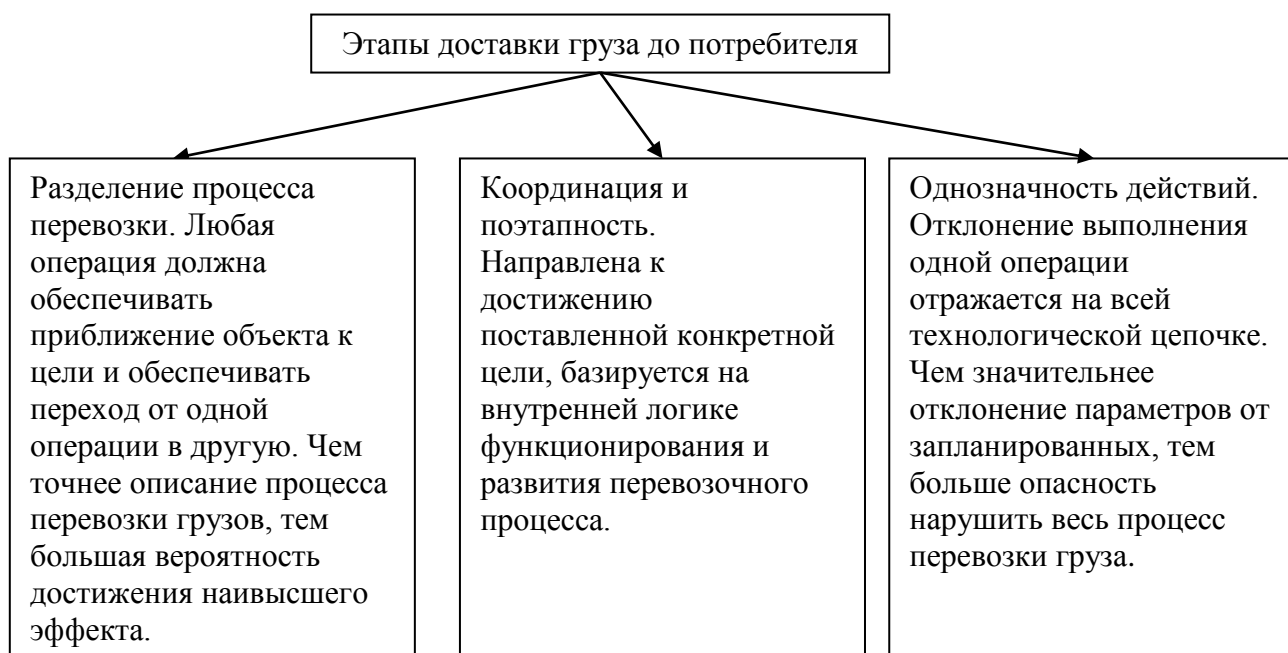 Этапы доставки груза до потребителя
Разделение процесса
перевозки. Любая
операция должна
обеспечивать
приближение объекта к
цели и обеспечивать
переход от одной
операции в другую. Чем
точнее описание процесса
перевозки грузов, тем
большая вероятность
достижения наивысшего
эффекта.
Координация и
поэтапность.
Направлена к
достижению
поставленной конкретной
цели, базируется на
внутренней логике
функционирования и
развития перевозочного
процесса.
Однозначность действий.
Отклонение выполнения
одной операции
отражается на всей
технологической цепочке.
Чем значительнее
отклонение параметров от
запланированных, тем
больше опасность
нарушить весь процесс
перевозки груза.